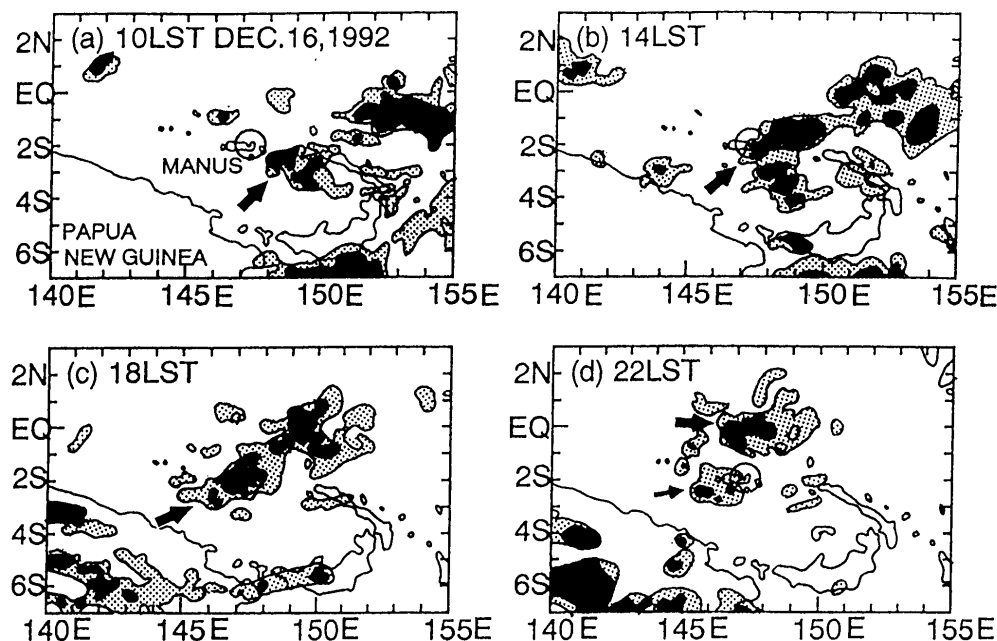 (a) 10LST DEC.16,1992
2N
EQ
2S
4S
6S
MANUS
PAPUA
NEW GUINEA
140E 145E 150E 155E
(b) 14LST
2N
EQ
2S
4S
6S
140E 145E 150E 155E
(c) 18LST
2N
EQ
2S
4S
6S
140E 145E 150E 155E
(d) 22LST
2N
EQ
2S
4S
6S
140E 145E 150E 155E